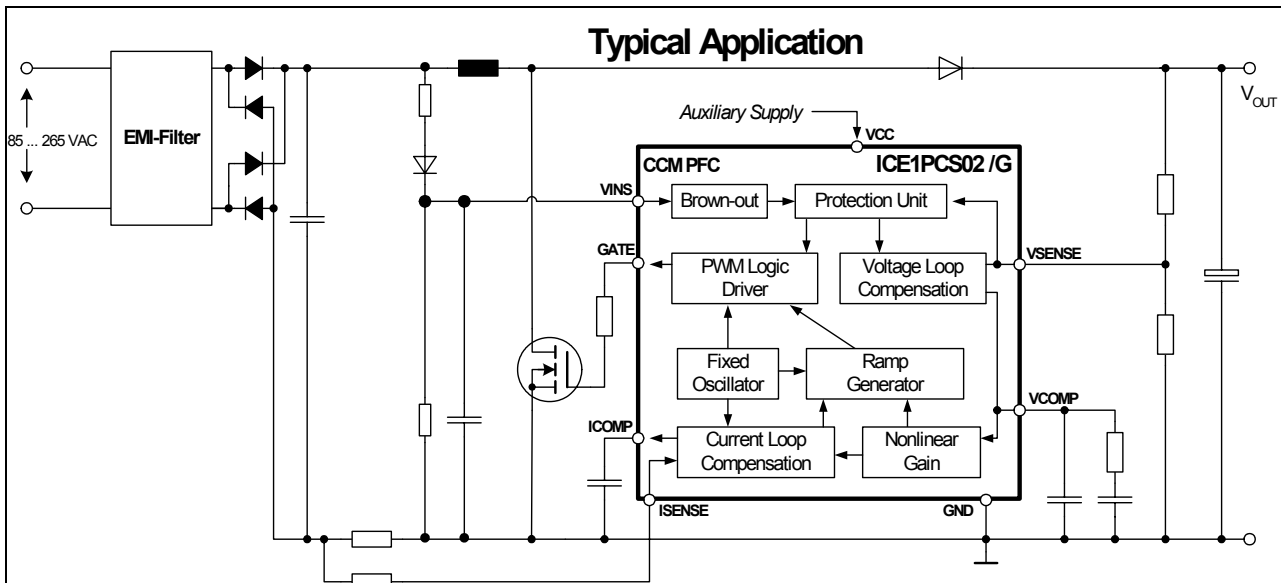 Typical Application
EMI-Filter
85 ... 265 VAC
V OUT
Auxiliary Supply
VCC
CCM PFC
ICE1PCS02 /G
VINS
Brown-out
Protection Unit
GATE
PWM Logic
Driver
Voltage Loop
Compensation
VSENSE
Fixed
Oscillator
Ramp
Generator
ICOMP
Current Loop
Compensation
Nonlinear
Gain
VCOMP
ISENSE
GND